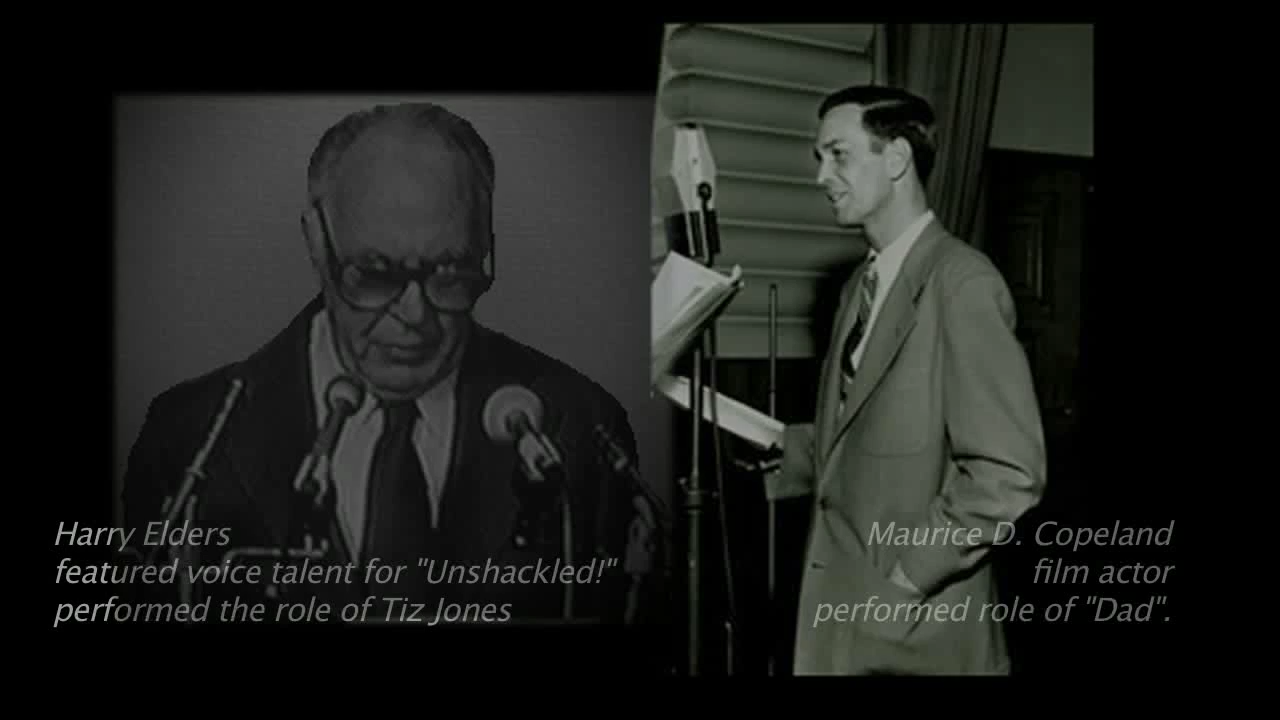 Harry Elders
featured voice talent for "Unshackled!"
performed the role of Tiz Jones
Maurice D. Copeland
film actor
performed role of "Dad".